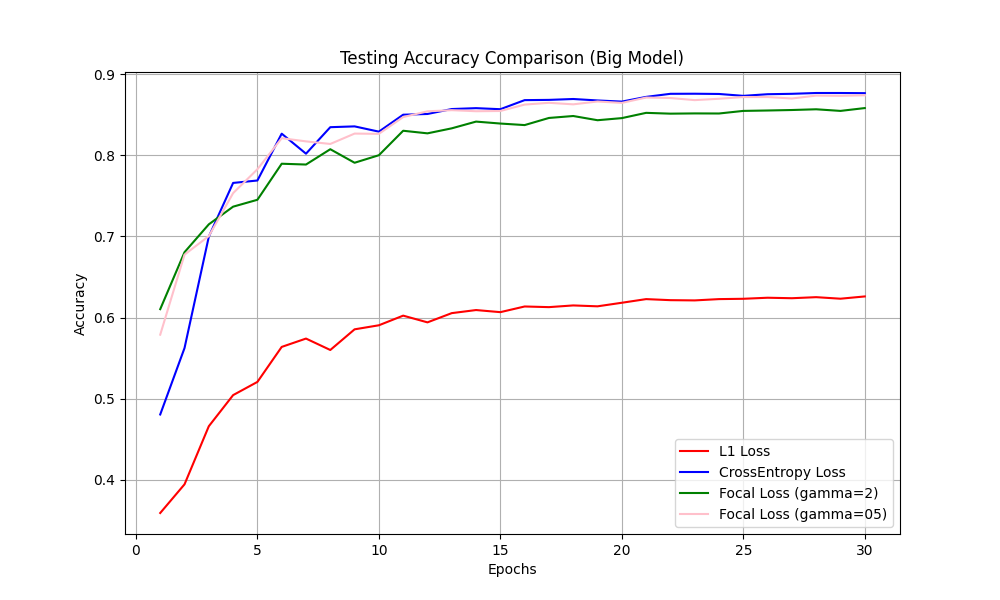 Testing Accuracy Comparison (Big Model)
0.9
0.8
0.7
0.6
0.5
0.4
Accuracy
L1 Loss
CrossEntropy Loss
Focal Loss (gamma=2)
Focal Loss (gamma=05)
0 5 10 15 20 25 30
Epochs